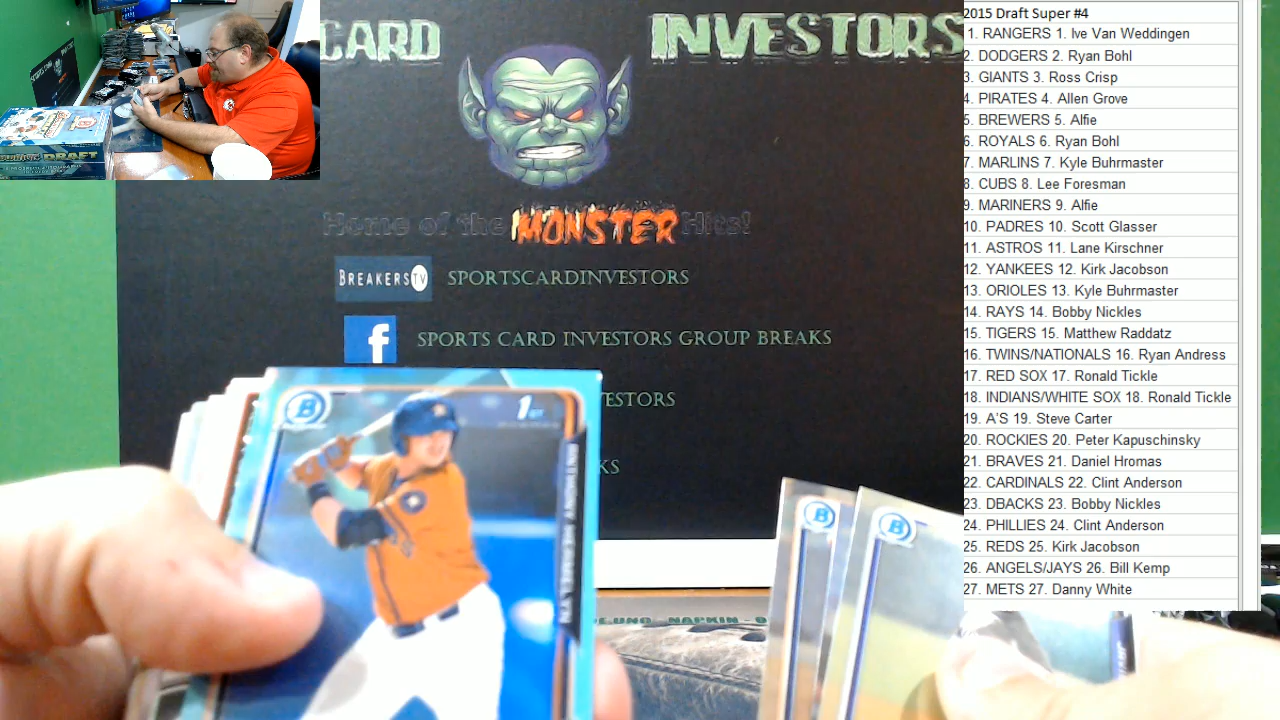 CARD INVESTORS
Home of the MONSTER Hits!
BREAKERSTV SPORTSCARDINVESTORS
f SPORTS CARD INVESTORS GROUP BREAKS
ESTORS
KS
B
1ST
B
B
DRAFT
2015 Draft Super #4
1. RANGERS 1. Ive Van Weddingen
2. DODGERS 2. Ryan Bohl
3. GIANTS 3. Ross Crisp
4. PIRATES 4. Allen Grove
5. BREWERS 5. Alfie
6. ROYALS 6. Ryan Bohl
7. MARLINS 7. Kyle Buhrmaster
8. CUBS 8. Lee Foresman
9. MARINERS 9. Alfie
10. PADRES 10. Scott Glasser
11. ASTROS 11. Lane Kirschner
12. YANKEES 12. Kirk Jacobson
13. ORIOLES 13. Kyle Buhrmaster
14. RAYS 14. Bobby Nickles
15. TIGERS 15. Matthew Raddatz
16. TWINS/NATIONALS 16. Ryan Andress
17. RED SOX 17. Ronald Tickle
18. INDIANS/WHITE SOX 18. Ronald Tickle
19. A'S 19. Steve Carter
20. ROCKIES 20. Peter Kapuschinsky
21. BRAVES 21. Daniel Hromas
22. CARDINALS 22. Clint Anderson
23. DBACKS 23. Bobby Nickles
24. PHILLIES 24. Clint Anderson
25. REDS 25. Kirk Jacobson
26. ANGELS/JAYS 26. Bill Kemp
27. METS 27. Danny White